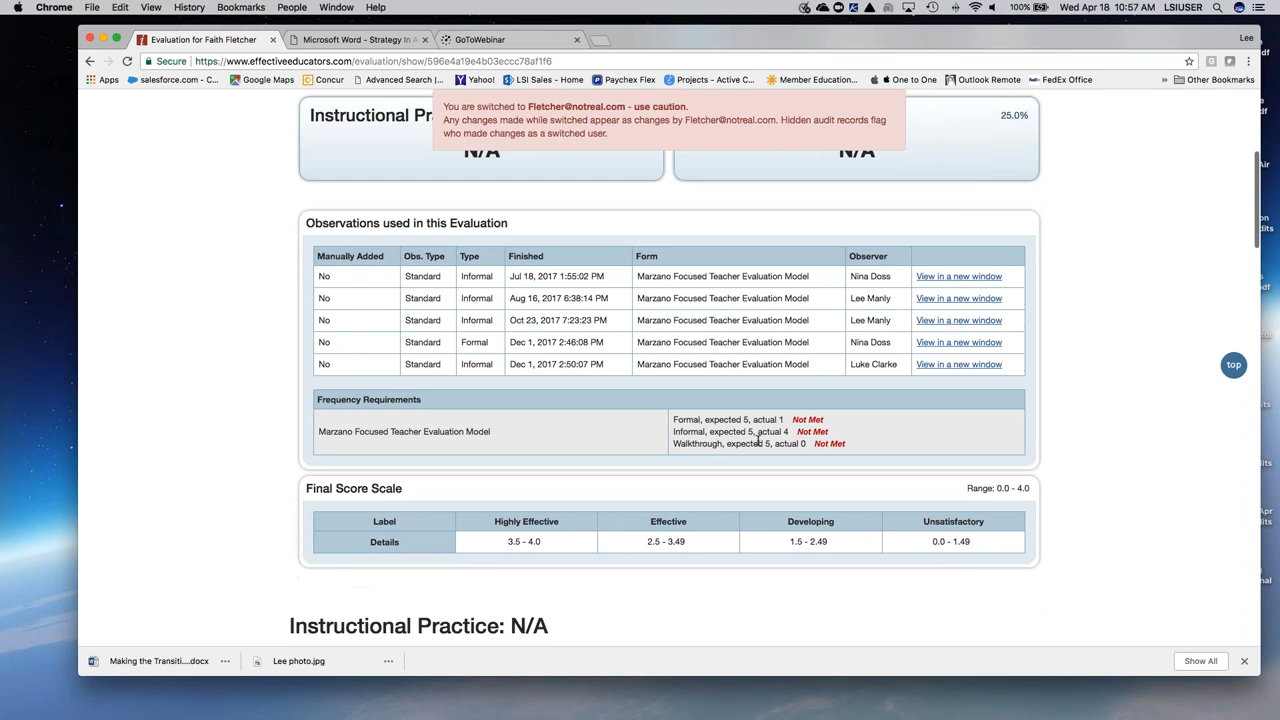 Chrome File Edit View History Bookmarks People Window Help 100% Wed Apr 18 10:57 AM LSIUSER
Evaluation for Faith Fletcher Microsoft Word - Strategy In A GoToWebinar Lee
Secure https://www.effectiveeducators.com/evaluation/show/596e4a19e4b03eccc78af1f6
Apps salesforce.com - C... Google Maps Concur Advanced Search |... Yahoo! LSI Sales - Home Paychex Flex Projects - Active C... Member Education... One to One Outlook Remote FedEx Office » Other Bookmarks
You are switched to Fletcher@notreal.com - use caution.
Any changes made while switched appear as changes by Fletcher@notreal.com. Hidden audit records flag
who made changes as a switched user.
Instructional Pr
25.0%
N/A N/A
Observations used in this Evaluation
Manually Added Obs. Type Type Finished Form Observer
No Standard Informal Jul 18, 2017 1:55:02 PM Marzano Focused Teacher Evaluation Model Nina Doss View in a new window
No Standard Informal Aug 16, 2017 6:38:14 PM Marzano Focused Teacher Evaluation Model Lee Manly View in a new window
No Standard Informal Oct 23, 2017 7:23:23 PM Marzano Focused Teacher Evaluation Model Lee Manly View in a new window
No Standard Formal Dec 1, 2017 2:46:08 PM Marzano Focused Teacher Evaluation Model Nina Doss View in a new window
No Standard Informal Dec 1, 2017 2:50:07 PM Marzano Focused Teacher Evaluation Model Luke Clarke View in a new window
top
Frequency Requirements
Marzano Focused Teacher Evaluation Model
Formal, expected 5, actual 1 Not Met
Informal, expected 5, actual 4 Not Met
Walkthrough, expected 5, actual 0 Not Met
Final Score Scale Range: 0.0 - 4.0
Label Highly Effective Effective Developing Unsatisfactory
Details 3.5 - 4.0 2.5 - 3.49 1.5 - 2.49 0.0 - 1.49
Instructional Practice: N/A
Making the Transiti....docx Lee photo.jpg Show All